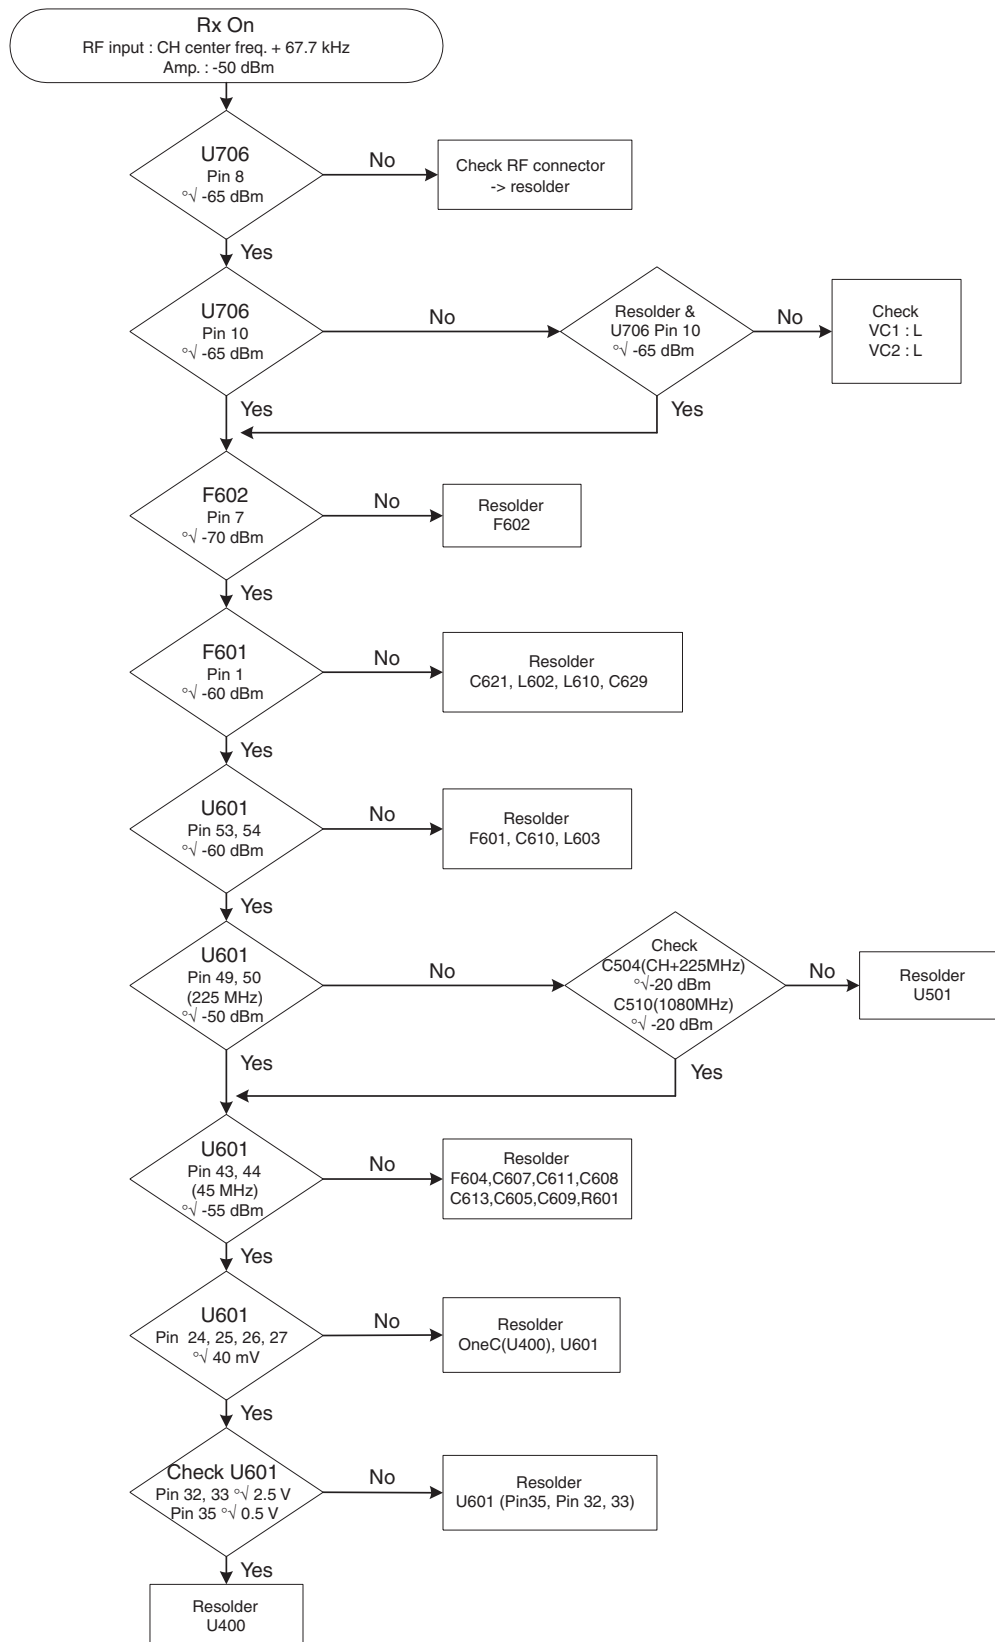 Rx On
RF input : CH center freq. + 67.7 kHz
Amp. : -50 dBm
U706
Pin 8
°√ -65 dBm
No
Check RF connector
-> resolder
Yes
U706
Pin 10
°√ -65 dBm
No
Resolder &
U706 Pin 10
°√ -65 dBm
No
Check
VC1 : L
VC2 : L
Yes
Yes
F602
Pin 7
°√ -70 dBm
No
Resolder
F602
Yes
F601
Pin 1
°√ -60 dBm
No
Resolder
C621, L602, L610, C629
Yes
U601
Pin 53, 54
°√ -60 dBm
No
Resolder
F601, C610, L603
Yes
U601
Pin 49, 50
(225 MHz)
°√ -50 dBm
No
Check
C504(CH+225MHz)
°√-20 dBm
C510(1080MHz)
°√ -20 dBm
No
Resolder
U501
Yes
Yes
U601
Pin 43, 44
(45 MHz)
°√ -55 dBm
No
Resolder
F604,C607,C611,C608
C613,C605,C609,R601
Yes
U601
Pin 24, 25, 26, 27
°√ 40 mV
No
Resolder
OneC(U400), U601
Yes
Check U601
Pin 32, 33 °√ 2.5 V
Pin 35 °√ 0.5 V
No
Resolder
U601 (Pin35, Pin 32, 33)
Yes
Resolder
U400